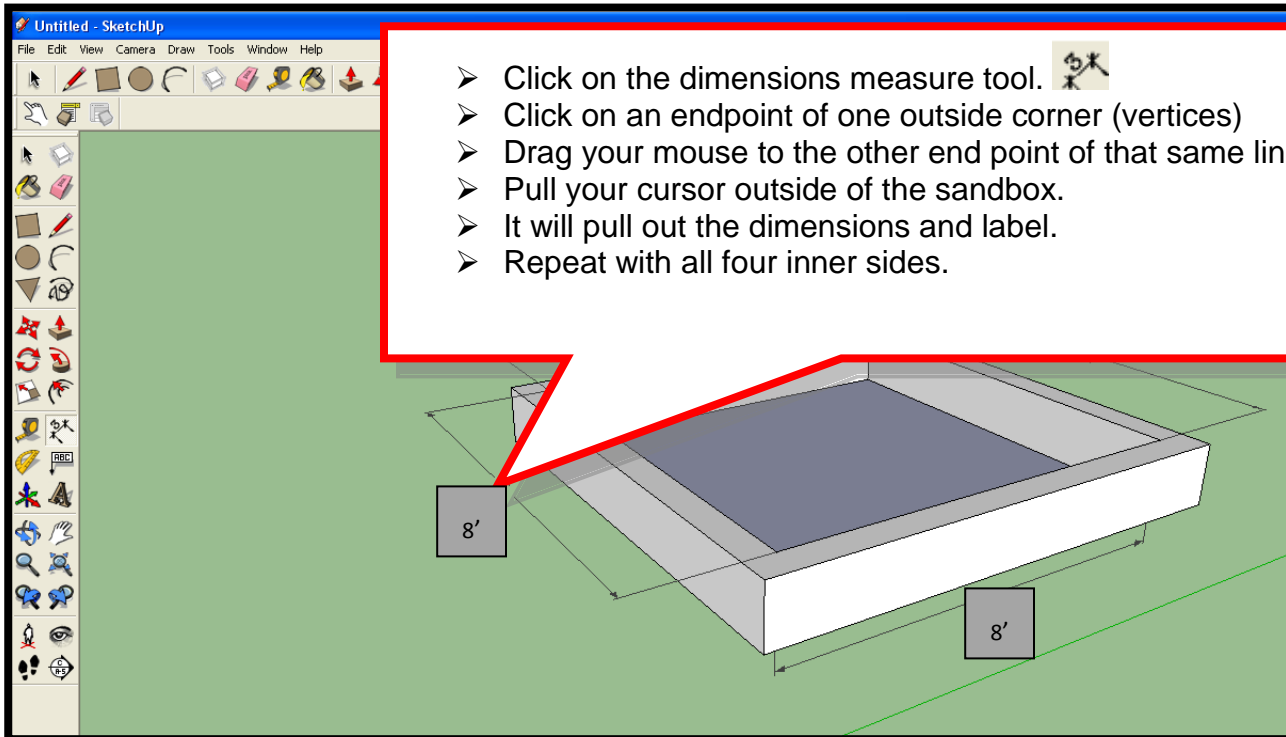 Untitled - SketchUp
File Edit View Camera Draw Tools Window Help
➢ Click on the dimensions measure tool.
➢ Click on an endpoint of one outside corner (vertices)
➢ Drag your mouse to the other end point of that same lin
➢ Pull your cursor outside of the sandbox.
➢ It will pull out the dimensions and label.
➢ Repeat with all four inner sides.
ABC
8′
8′